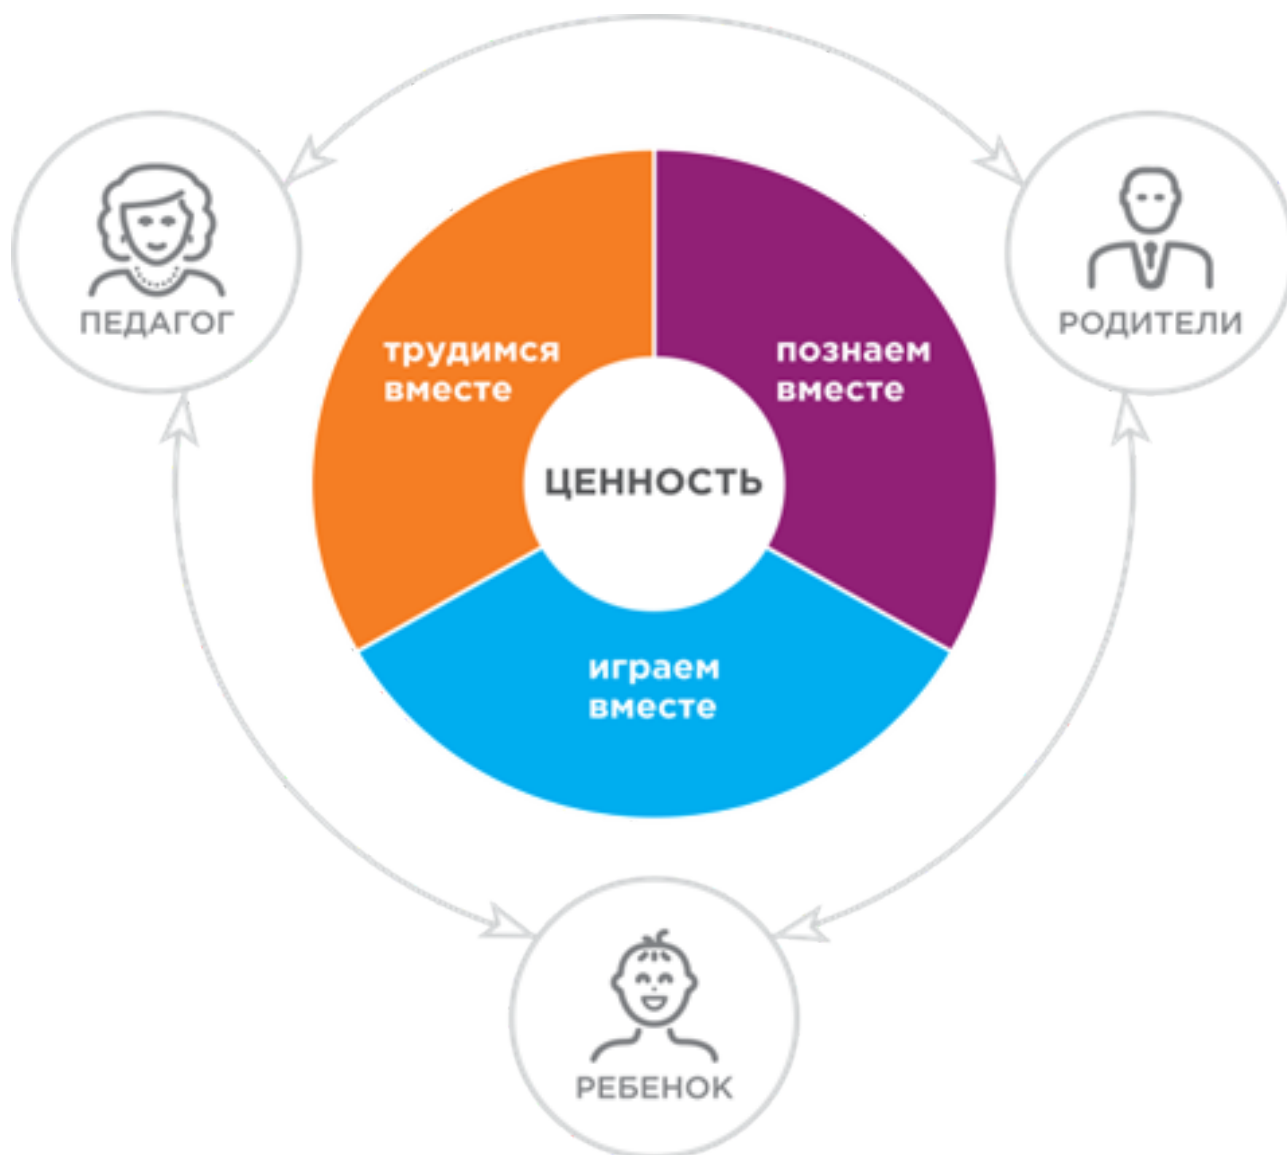 ПЕДАГОГ
РОДИТЕЛИ
трудимся
вместе
познаем
вместе
ЦЕННОСТЬ
играем
вместе
РЕБЕНОК